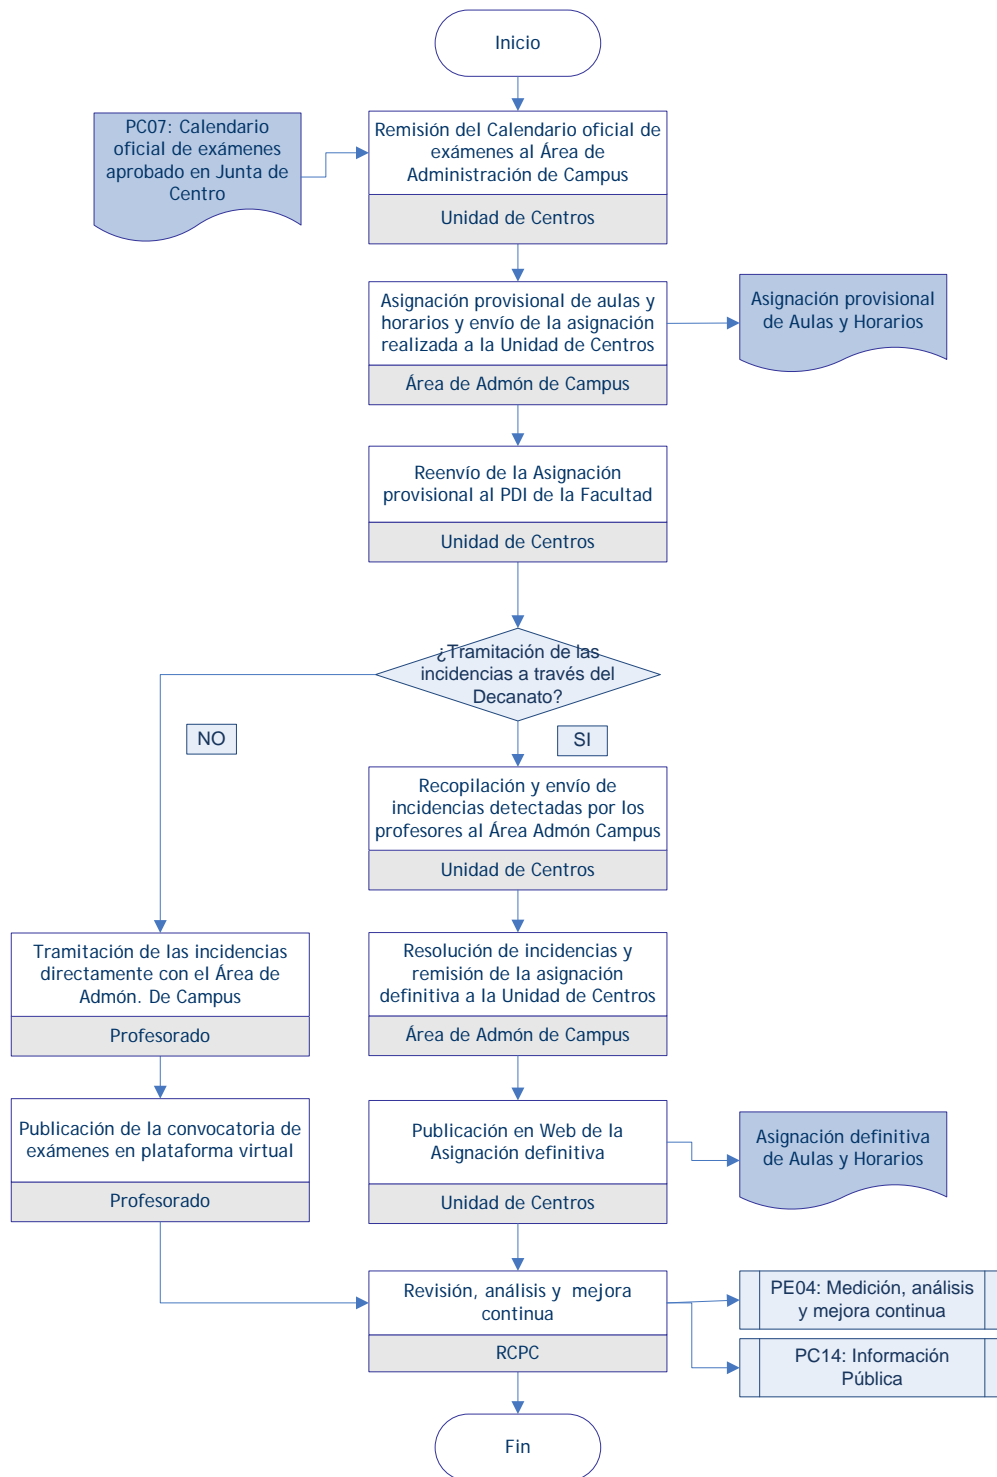 Inicio
PC07: Calendario
oficial de exámenes
aprobado en Junta de
Centro
Remisión del Calendario oficial de
exámenes al Área de
Administración de Campus
Unidad de Centros
Asignación provisional de aulas y
horarios y envío de la asignación
realizada a la Unidad de Centros
Área de Admón de Campus
Asignación provisional
de Aulas y Horarios
Reenvío de la Asignación
provisional al PDI de la Facultad
Unidad de Centros
¿Tramitación de las
incidencias a través del
Decanato?
NO
SI
Recopilación y envío de
incidencias detectadas por los
profesores al Área Admón Campus
Unidad de Centros
Tramitación de las incidencias
directamente con el Área de
Admón. De Campus
Profesorado
Resolución de incidencias y
remisión de la asignación
definitiva a la Unidad de Centros
Área de Admón de Campus
Publicación de la convocatoria de
exámenes en plataforma virtual
Profesorado
Publicación en Web de la
Asignación definitiva
Unidad de Centros
Asignación definitiva
de Aulas y Horarios
Revisión, análisis y mejora
continua
RCPC
PE04: Medición, análisis
y mejora continua
PC14: Información
Pública
Fin